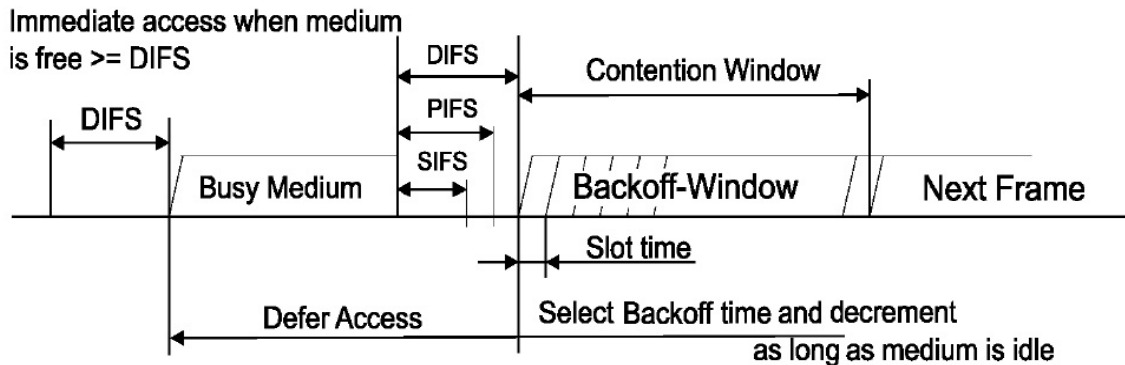 Immediate access when medium
is free >= DIFS
DIFS
DIFS
Contention Window
PIFS
SIFS
Busy Medium
Backoff-Window
Next Frame
Slot time
Defer Access
Select Backoff time and decrement
as long as medium is idle